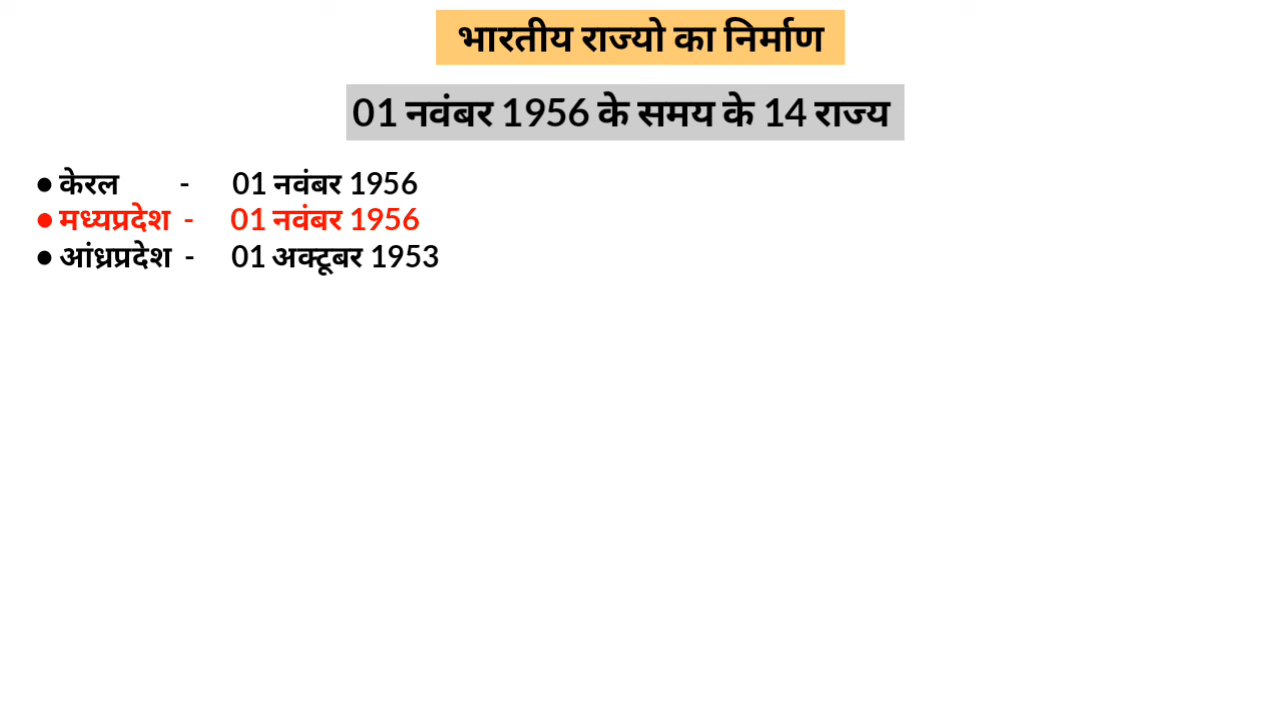 भारतीय राज्यो का निर्माण
01 नवंबर 1956 के समय के 14 राज्य
● केरल - 01 नवंबर 1956
● मध्यप्रदेश - 01 नवंबर 1956
● आंध्रप्रदेश - 01 अक्टूबर 1953